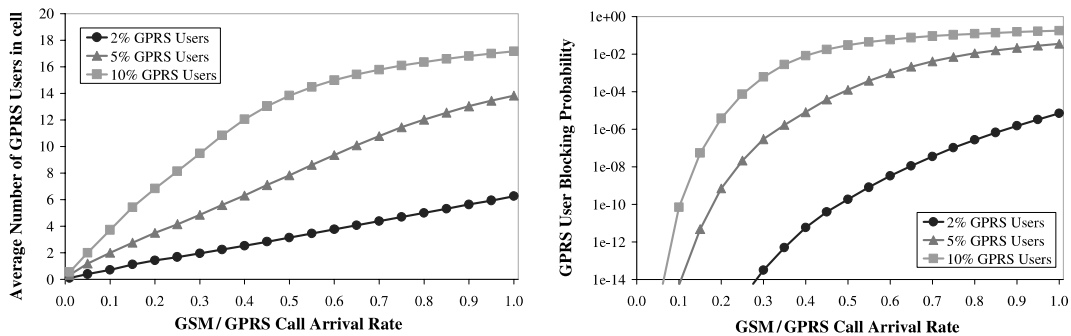 Average Number of GPRS Users in cell
20
18
16
14
12
10
8
6
4
2
0
2% GPRS Users
5% GPRS Users
10% GPRS Users
0.0 0.1 0.2 0.3 0.4 0.5 0.6 0.7 0.8 0.9 1.0
GSM / GPRS Call Arrival Rate
GPRS User Blocking Probability
1e+00
1e-02
1e-04
1e-06
1e-08
1e-10
1e-12
1e-14
2% GPRS Users
5% GPRS Users
10% GPRS Users
0.0 0.1 0.2 0.3 0.4 0.5 0.6 0.7 0.8 0.9 1.0
GSM / GPRS Call Arrival Rate